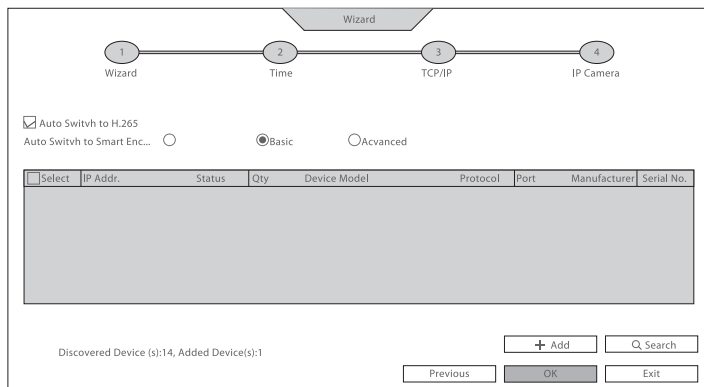 Wizard
1 2 3 4
Wizard Time TCP/IP IP Camera
Auto Switvh to H.265
Auto Switvh to Smart Enc... Basic Acvanced
Select IP Addr. Status Qty Device Model Protocol Port Manufacturer Serial No.
Discovered Device (s):14, Added Device(s):1
+ Add Search
Previous OK Exit